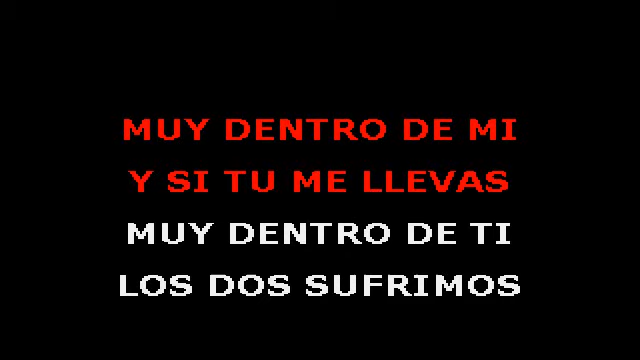 MUY DENTRO DE MI
Y SI TU ME LLEVAS
MUY DENTRO DE TI
LOS DOS SUFRIMOS